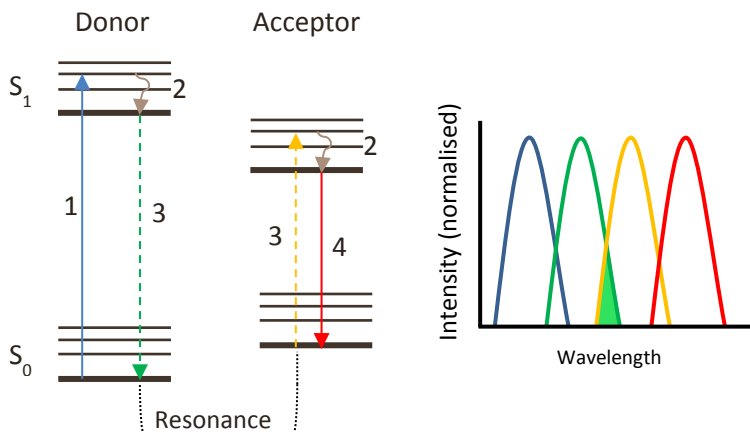 Donor
Acceptor
S1
2
1
3
S0
2
3
4
Resonance
Intensity (normalised)
Wavelength